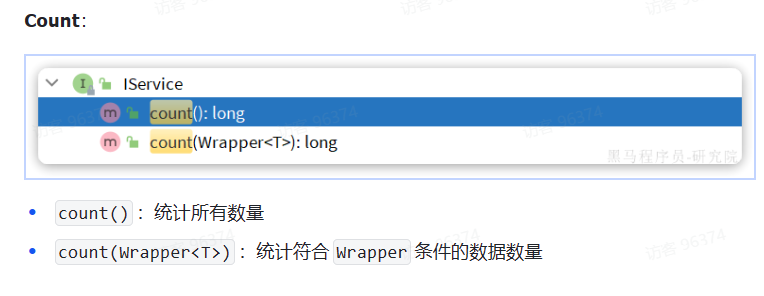 Count：
IService
count(): long
count(Wrapper<T>): long
黑马程序员-研究院
• count() ：统计所有数量
• count(Wrapper<T>) ：统计符合 Wrapper 条件的数据数量
访客 96374